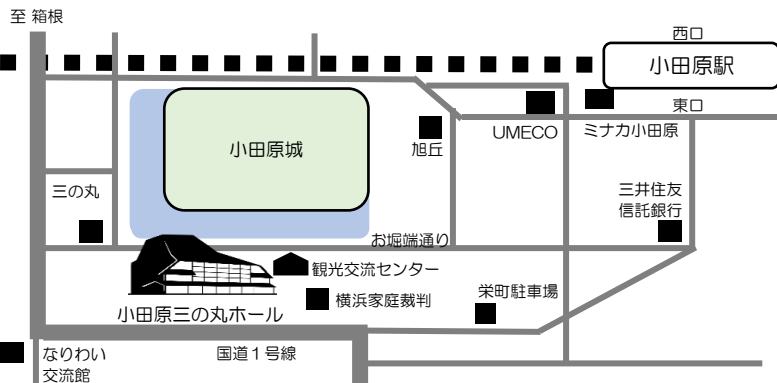 至 箱根
西口
小田原駅
東口
UMECO
ミナカ小田原
旭丘
小田原城
三の丸
三井住友
信託銀行
お堀端通り
観光交流センター
横浜家庭裁判
栄町駐車場
小田原三の丸ホール
国道1号線
なりわい
交流館